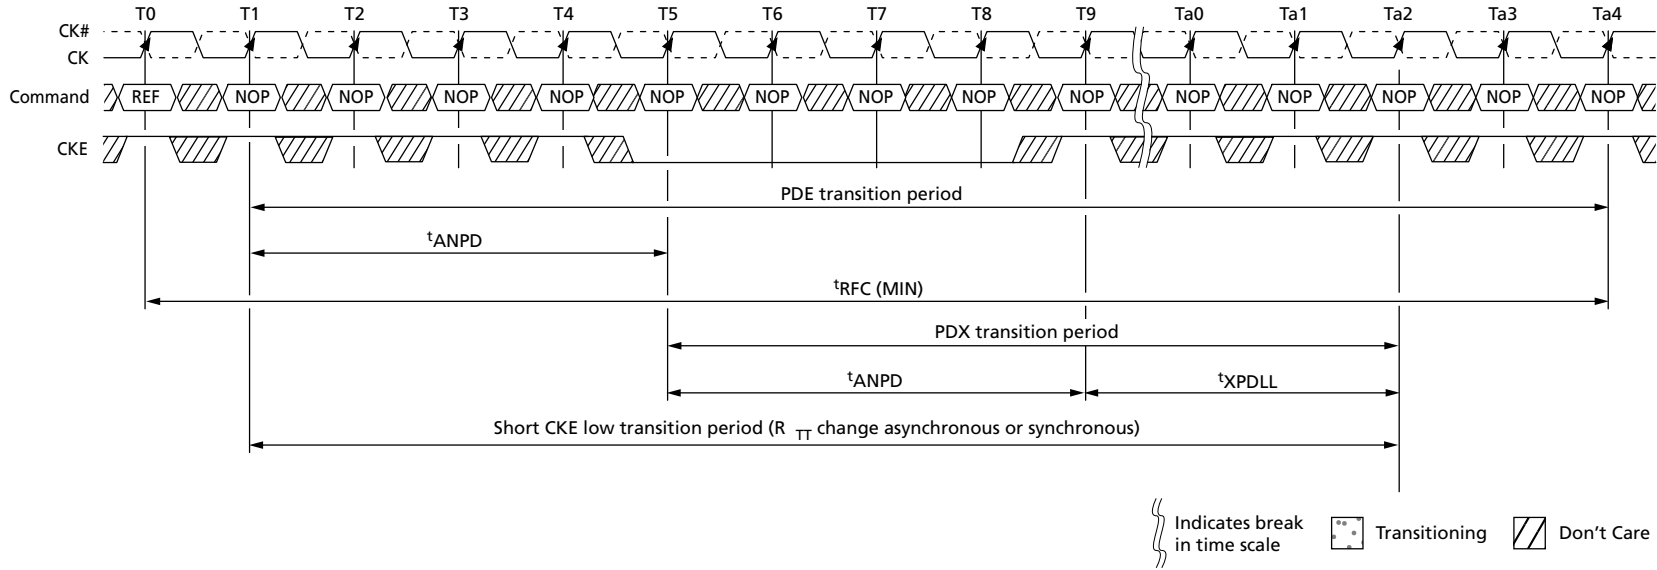 T0 T1 T2 T3 T4 T5 T6 T7 T8 T9 Ta0 Ta1 Ta2 Ta3 Ta4
CK#
CK
Command REF NOP NOP NOP NOP NOP NOP NOP NOP NOP NOP NOP NOP NOP NOP
CKE
PDE transition period
tANPD
tRFC (MIN)
PDX transition period
tANPD tXPDLL
Short CKE low transition period (R TT change asynchronous or synchronous)
Indicates break
in time scale
Transitioning
Don't Care